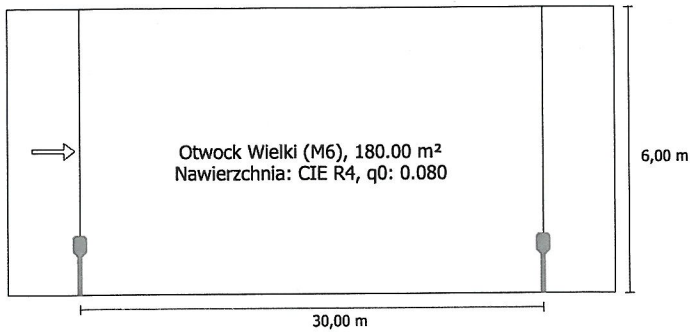 Otwock Wielki (M6), 180.00 m²
Nawierzchnia: CIE R4, q0: 0.080
6,00 m
30,00 m